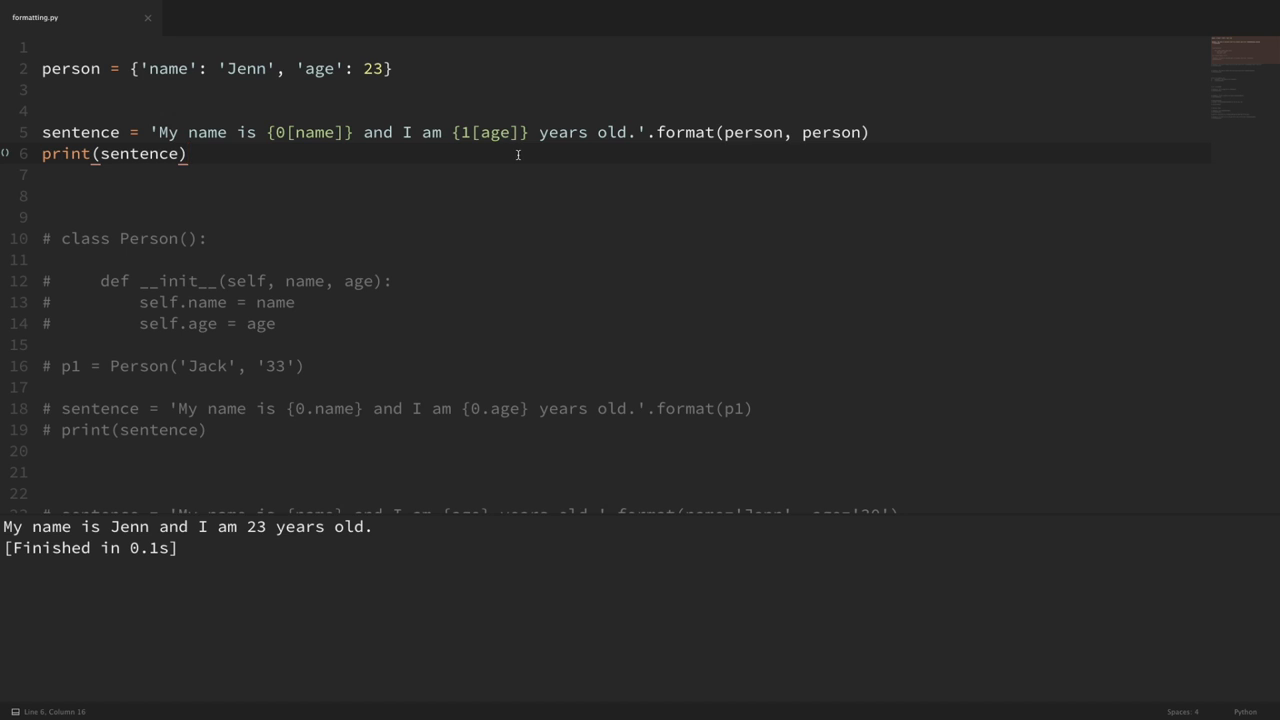 formatting.py ×
1
2 person = {'name': 'Jenn', 'age': 23}
3
4
5 sentence = 'My name is {0[name]} and I am {1[age]} years old.'.format(person, person)
() 6 print(sentence)
7
8
9
10 # class Person():
11
12 #     def __init__(self, name, age):
13 #         self.name = name
14 #         self.age = age
15
16 # p1 = Person('Jack', '33')
17
18 # sentence = 'My name is {0.name} and I am {0.age} years old.'.format(p1)
19 # print(sentence)
20
21
22
My name is Jenn and I am 23 years old.
[Finished in 0.1s]
Line 6, Column 16 Spaces: 4 Python